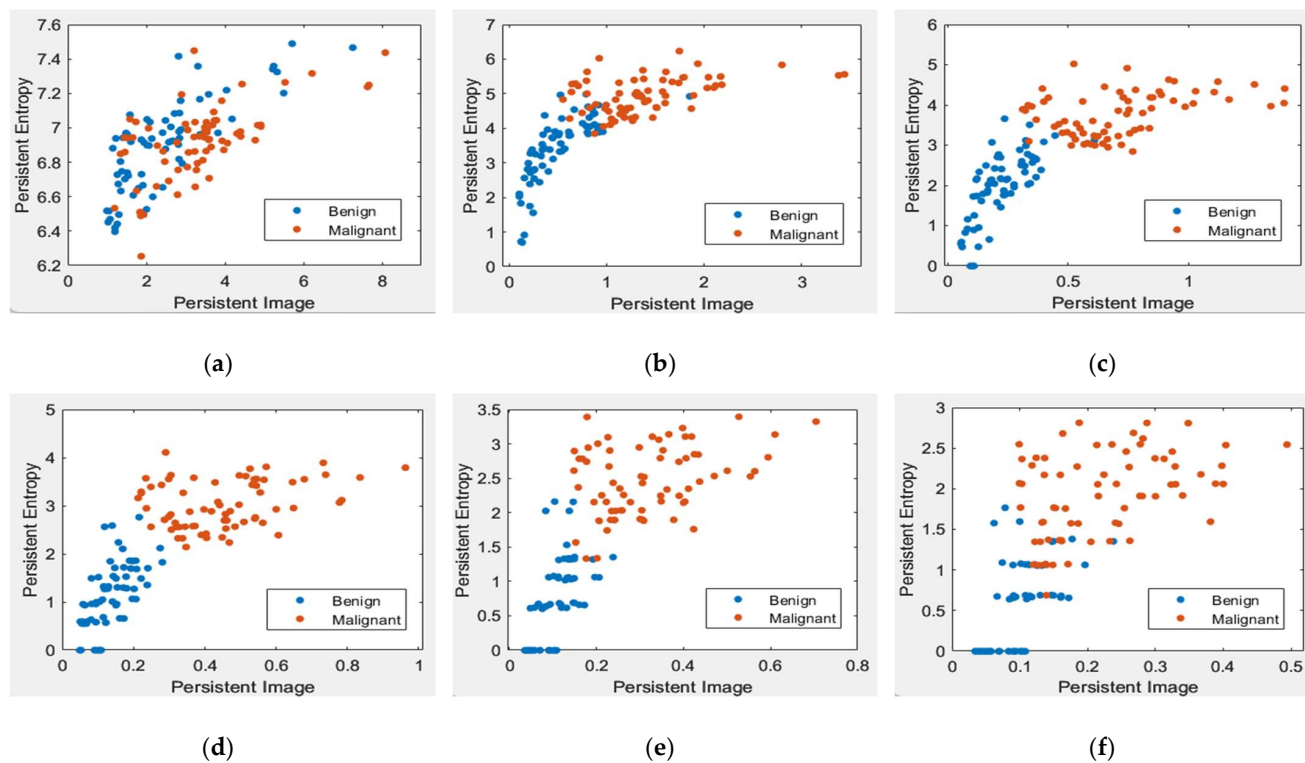 7.6
7.4
7.2
7
6.8
6.6
6.4
6.2
0
2
4
6
8
Persistent Entropy
Persistent Image
Benign
Malignant
(a)
7
6
5
4
3
2
1
0
0
1
2
3
Persistent Entropy
Persistent Image
Benign
Malignant
(b)
6
5
4
3
2
1
0
0
0.5
1
Persistent Entropy
Persistent Image
Benign
Malignant
(c)
5
4
3
2
1
0
0
0.2
0.4
0.6
0.8
1
Persistent Entropy
Persistent Image
Benign
Malignant
(d)
3.5
3
2.5
2
1.5
1
0.5
0
0
0.2
0.4
0.6
0.8
Persistent Entropy
Persistent Image
Benign
Malignant
(e)
3
2.5
2
1.5
1
0.5
0
0
0.1
0.2
0.3
0.4
0.5
Persistent Entropy
Persistent Image
Benign
Malignant
(f)